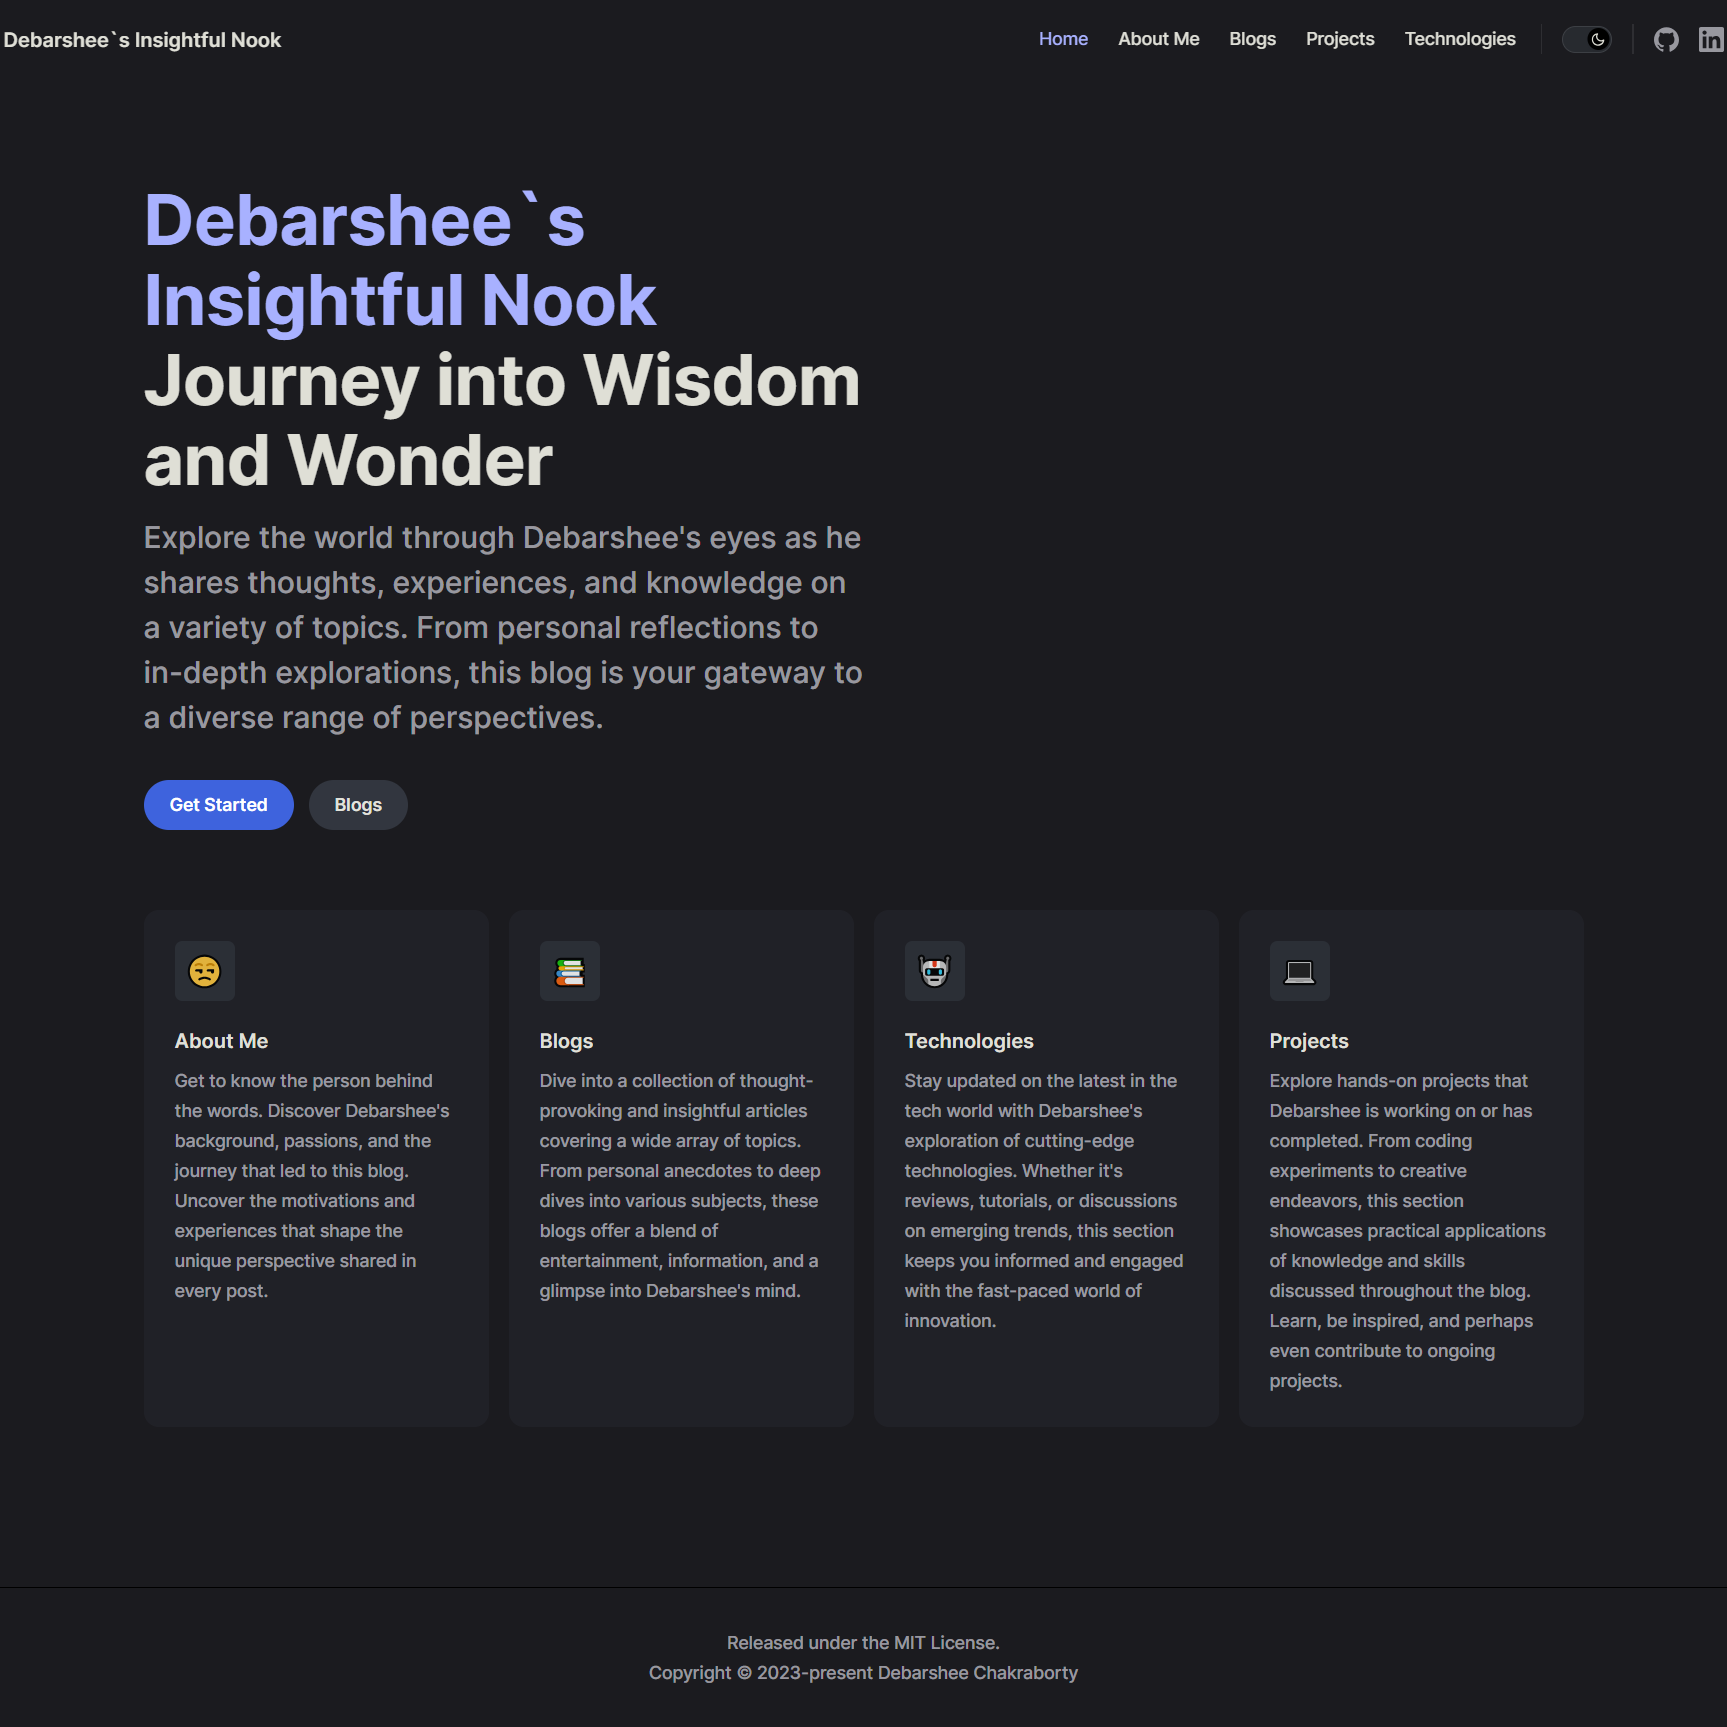 Debarshee`s Insightful Nook
Home About Me Blogs Projects Technologies
Debarshee`s
Insightful Nook
Journey into Wisdom
and Wonder
Explore the world through Debarshee's eyes as he
shares thoughts, experiences, and knowledge on
a variety of topics. From personal reflections to
in-depth explorations, this blog is your gateway to
a diverse range of perspectives.
Get Started Blogs
About Me
Get to know the person behind
the words. Discover Debarshee's
background, passions, and the
journey that led to this blog.
Uncover the motivations and
experiences that shape the
unique perspective shared in
every post.
Blogs
Dive into a collection of thought-
provoking and insightful articles
covering a wide array of topics.
From personal anecdotes to deep
dives into various subjects, these
blogs offer a blend of
entertainment, information, and a
glimpse into Debarshee's mind.
Technologies
Stay updated on the latest in the
tech world with Debarshee's
exploration of cutting-edge
technologies. Whether it's
reviews, tutorials, or discussions
on emerging trends, this section
keeps you informed and engaged
with the fast-paced world of
innovation.
Projects
Explore hands-on projects that
Debarshee is working on or has
completed. From coding
experiments to creative
endeavors, this section
showcases practical applications
of knowledge and skills
discussed throughout the blog.
Learn, be inspired, and perhaps
even contribute to ongoing
projects.
Released under the MIT License.
Copyright © 2023-present Debarshee Chakraborty